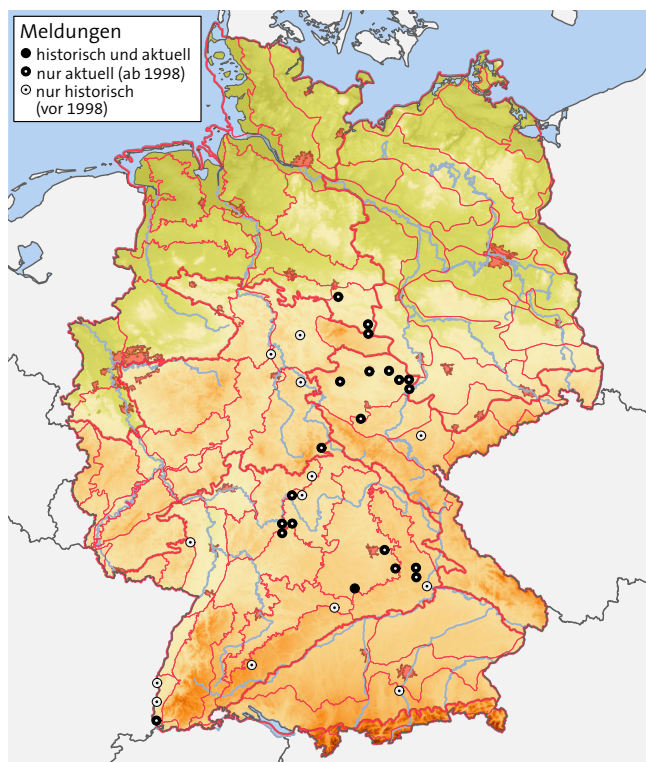 Meldungen
historisch und aktuell
nur aktuell (ab 1998)
nur historisch
(vor 1998)